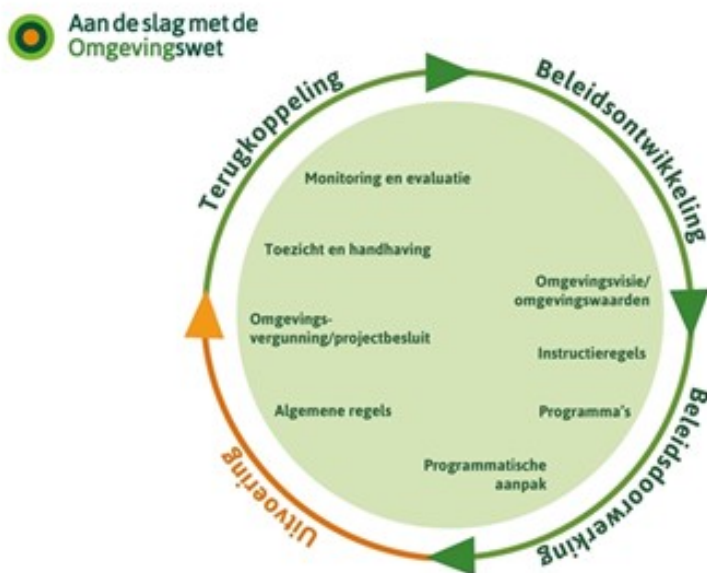 Aan de slag met de
Omgevingswet
Terugkoppeling
Beleidsontwikkeling
Monitoring en evaluatie
Toezicht en handhaving
Omgevingsvisie/
omgevingswaarden
Omgevings-
vergunning/projectbesluit
Instructieregels
Algemene regels
Programma's
Programmatische
aanpak
Uitvoering
Beleidsdoorwerking